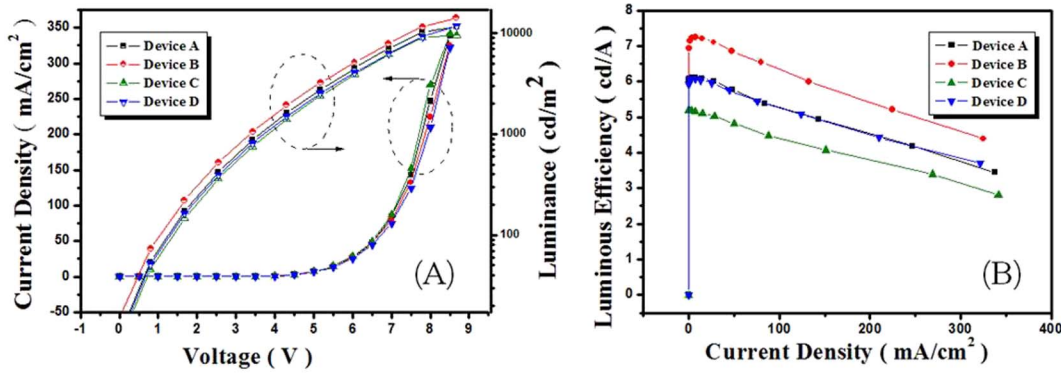 Current Density ( mA/cm2)
350
300
250
200
150
100
50
0
-50
Device A
Device B
Device C
Device D
(A)
-1 0 1 2 3 4 5 6 7 8 9
Voltage ( V )
10000
1000
100
Luminance ( cd/m2 )
Luminous Efficiency ( cd/A )
8
7
6
5
4
3
2
1
0
Device A
Device B
Device C
Device D
(B)
0 100 200 300 400
Current Density ( mA/cm2 )